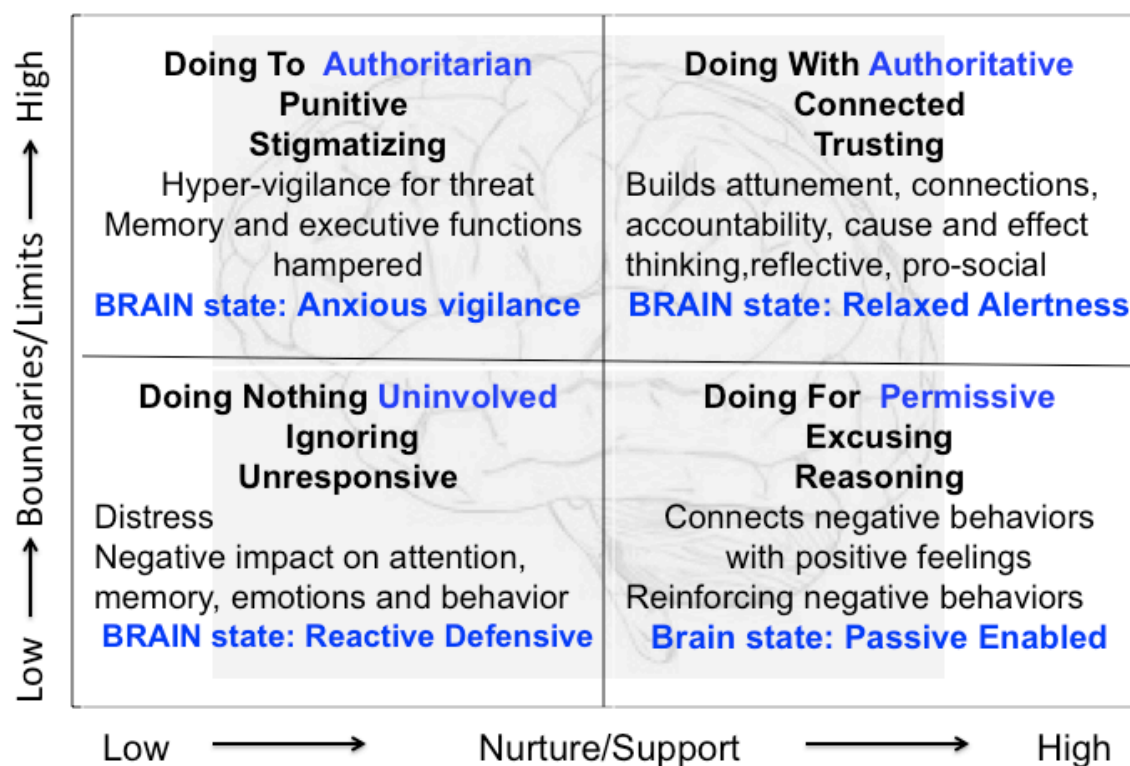 Doing To Authoritarian
Punitive
Stigmatizing
Hyper-vigilance for threat
Memory and executive functions
hampered
BRAIN state: Anxious vigilance
Doing With Authoritative
Connected
Trusting
Builds attunement, connections,
accountability, cause and effect
thinking,reflective, pro-social
BRAIN state: Relaxed Alertness
Doing Nothing Uninvolved
Ignoring
Unresponsive
Distress
Negative impact on attention,
memory, emotions and behavior
BRAIN state: Reactive Defensive
Doing For Permissive
Excusing
Reasoning
Connects negative behaviors
with positive feelings
Reinforcing negative behaviors
Brain state: Passive Enabled
Low Boundaries/Limits High
Low Nurture/Support High